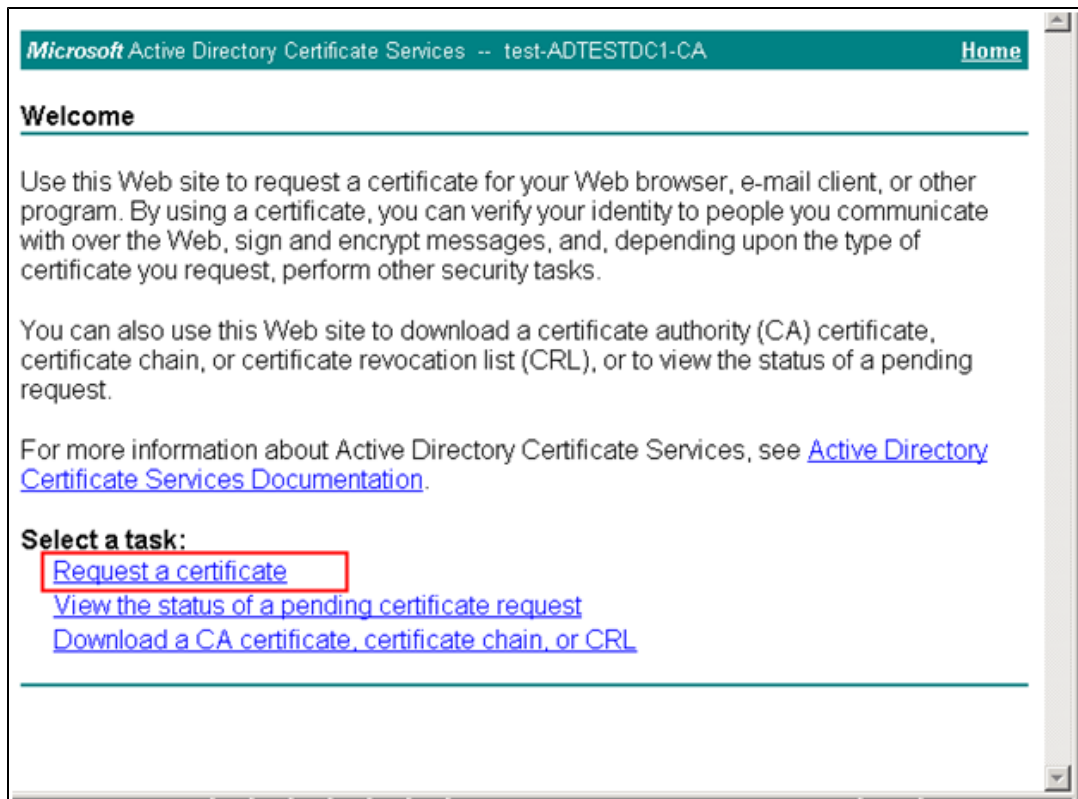 Microsoft Active Directory Certificate Services -- test-ADTESTDC1-CA Home
Welcome
Use this Web site to request a certificate for your Web browser, e-mail client, or other
program. By using a certificate, you can verify your identity to people you communicate
with over the Web, sign and encrypt messages, and, depending upon the type of
certificate you request, perform other security tasks.
You can also use this Web site to download a certificate authority (CA) certificate,
certificate chain, or certificate revocation list (CRL), or to view the status of a pending
request.
For more information about Active Directory Certificate Services, see Active Directory
Certificate Services Documentation.
Select a task:
Request a certificate
View the status of a pending certificate request
Download a CA certificate, certificate chain, or CRL